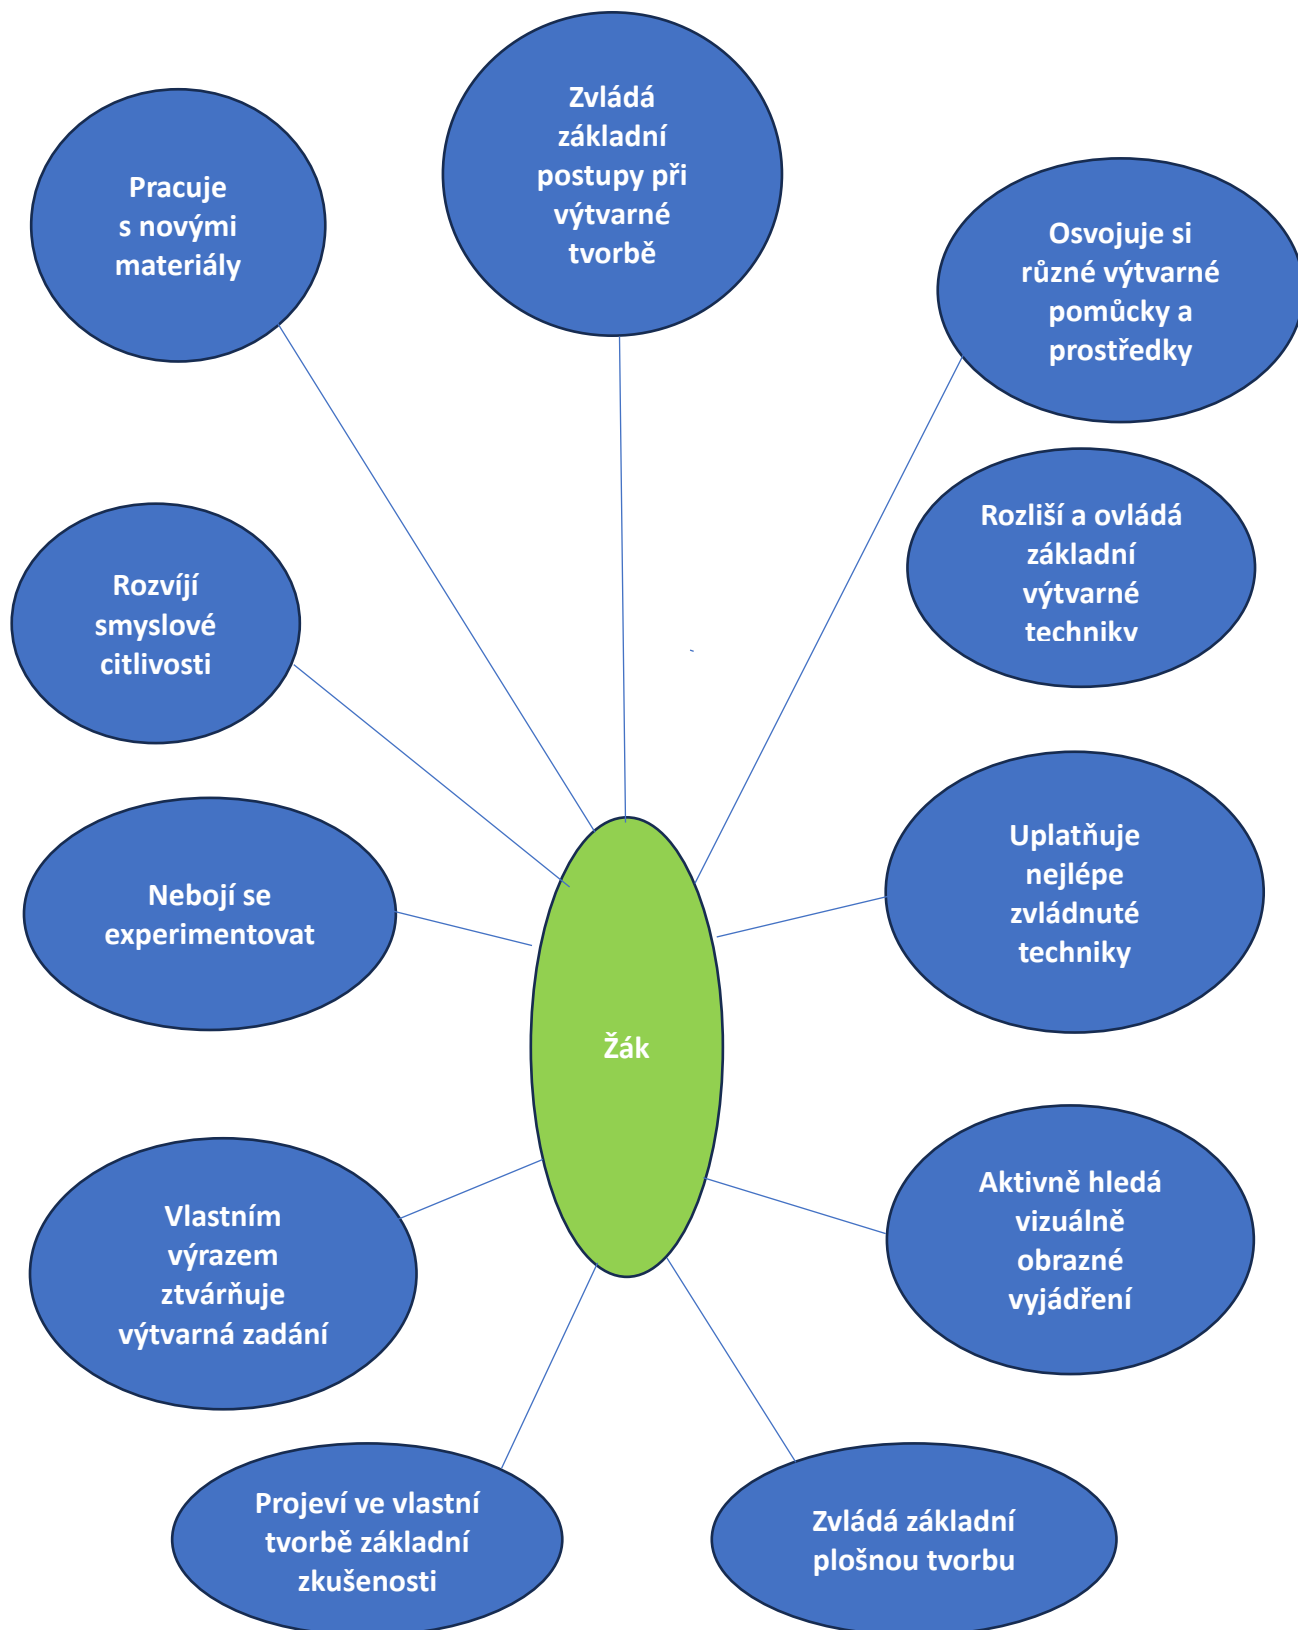 Zvládá
základní
postupy při
výtvarné
tvorbě
Pracuje
s novými
materiály
Osvojuje si
různé výtvarné
pomůcky a
prostředky
Rozliší a ovládá
základní
výtvarné
techniky
Rozvíjí
smyslové
citlivosti
Uplatňuje
nejlépe
zvládnuté
techniky
Nebojí se
experimentovat
Žák
Aktivně hledá
vizuálně
obrazné
vyjádření
Vlastním
výrazem
ztvárňuje
výtvarná zadání
Projeví ve vlastní
tvorbě základní
zkušenosti
Zvládá základní
plošnou tvorbu